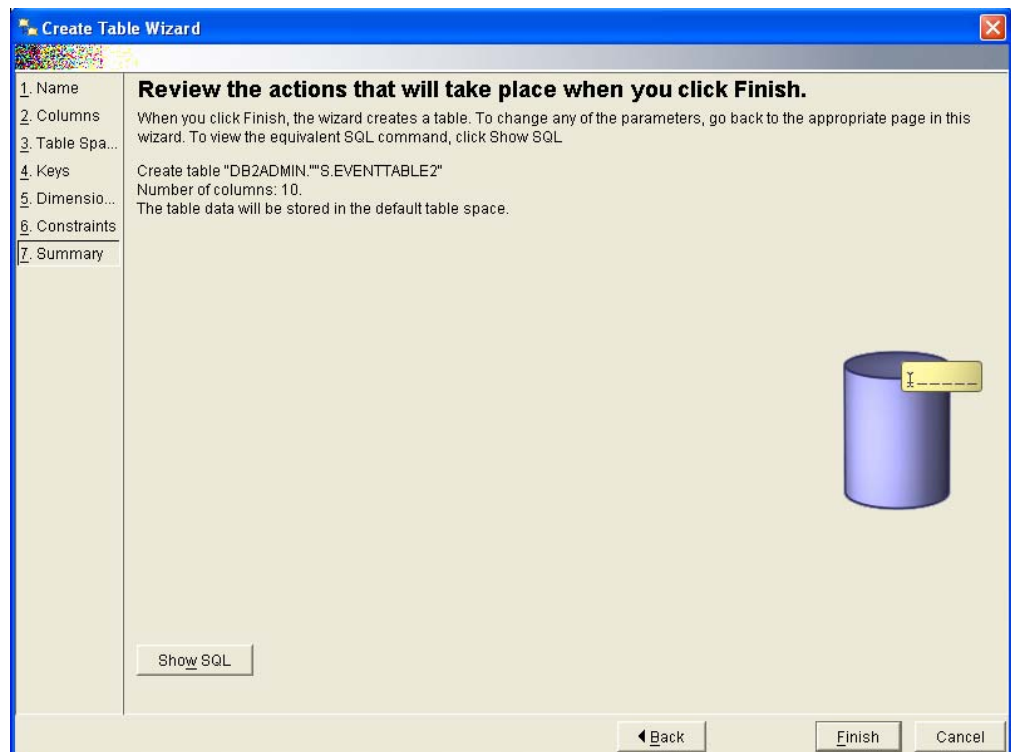 Create Table Wizard
1. Name
2. Columns
3. Table Spa...
4. Keys
5. Dimensio...
6. Constraints
7. Summary
Review the actions that will take place when you click Finish.
When you click Finish, the wizard creates a table. To change any of the parameters, go back to the appropriate page in this
wizard. To view the equivalent SQL command, click Show SQL
Create table "DB2ADMIN.""S.EVENTTABLE2"
Number of columns: 10.
The table data will be stored in the default table space.
Show SQL
Back
Finish
Cancel